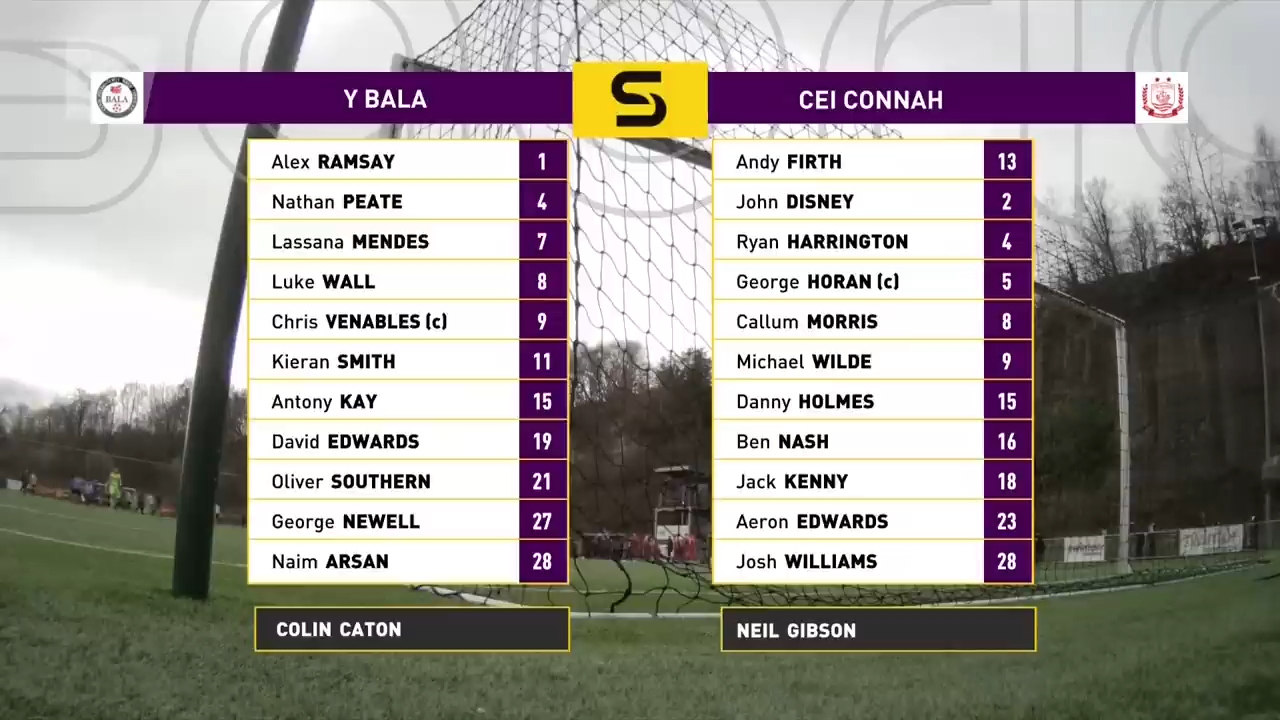 Y BALA
CEI CONNAH
BALA
Alex RAMSAY 1
Nathan PEATE 4
Lassana MENDES 7
Luke WALL 8
Chris VENABLES (c) 9
Kieran SMITH 11
Antony KAY 15
David EDWARDS 19
Oliver SOUTHERN 21
George NEWELL 27
Naim ARSAN 28
COLIN CATON
Andy FIRTH 13
John DISNEY 2
Ryan HARRINGTON 4
George HORAN (c) 5
Callum MORRIS 8
Michael WILDE 9
Danny HOLMES 15
Ben NASH 16
Jack KENNY 18
Aeron EDWARDS 23
Josh WILLIAMS 28
NEIL GIBSON